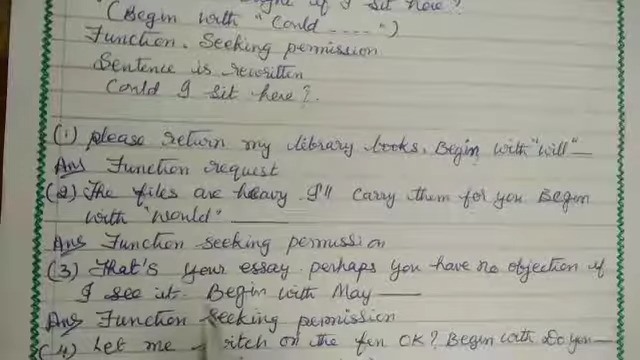 if I sit here?
(Begin with "Could ....")
Function. Seeking permission
Sentence is rewritten
Could I sit here?
(1) please return my library books. Begin with "will" —
Ans Function request
(2) The files are heavy. I'll carry them for you Begin
with "would" —
Ans Function seeking permission
(3) That's your essay. perhaps you have no objection if
I see it. Begin with May —
Ans Function seeking permission
(4) Let me on the fan OK? Begin with Do you —